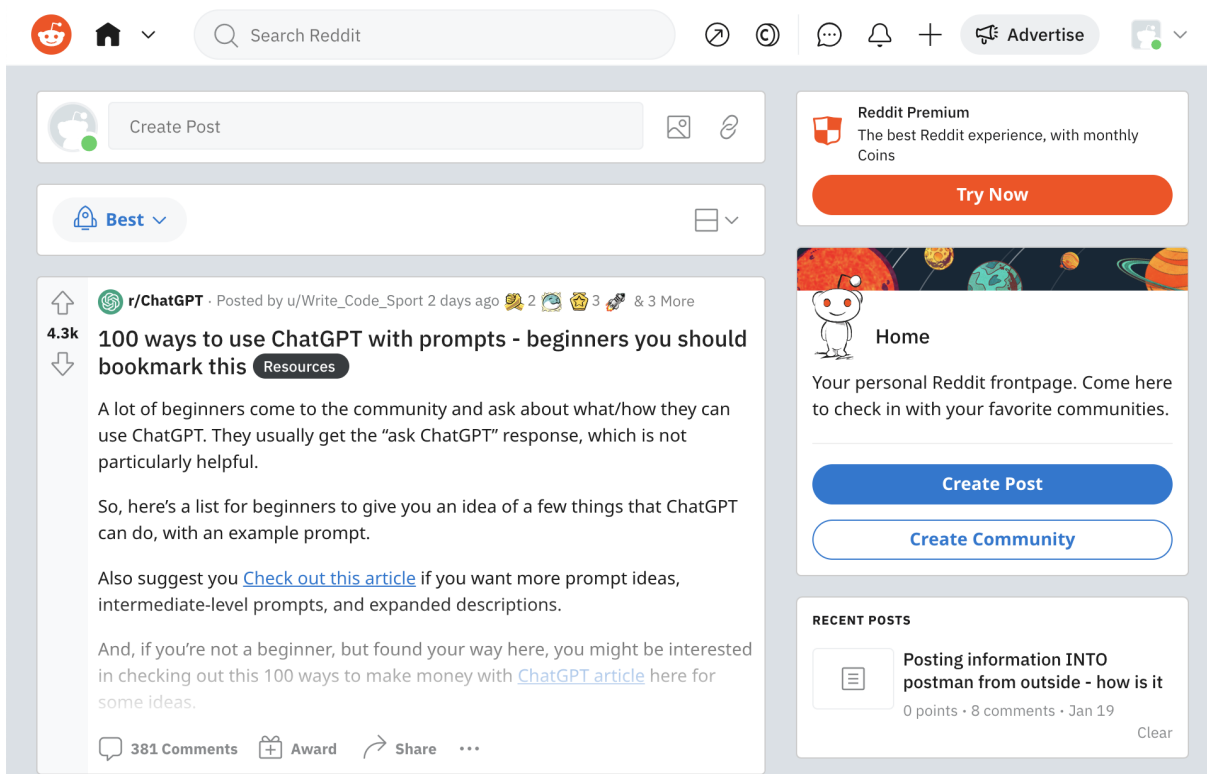 Search Reddit
Advertise
Create Post
Best
r/ChatGPT · Posted by u/Write_Code_Sport 2 days ago 2 3 & 3 More
4.3k
100 ways to use ChatGPT with prompts - beginners you should
bookmark this Resources
A lot of beginners come to the community and ask about what/how they can
use ChatGPT. They usually get the “ask ChatGPT” response, which is not
particularly helpful.
So, here’s a list for beginners to give you an idea of a few things that ChatGPT
can do, with an example prompt.
Also suggest you Check out this article if you want more prompt ideas,
intermediate-level prompts, and expanded descriptions.
And, if you’re not a beginner, but found your way here, you might be interested
in checking out this 100 ways to make money with ChatGPT article here for
some ideas.
381 Comments Award Share
Reddit Premium
The best Reddit experience, with monthly
Coins
Try Now
Home
Your personal Reddit frontpage. Come here
to check in with your favorite communities.
Create Post
Create Community
RECENT POSTS
Posting information INTO
postman from outside - how is it
0 points · 8 comments · Jan 19
Clear